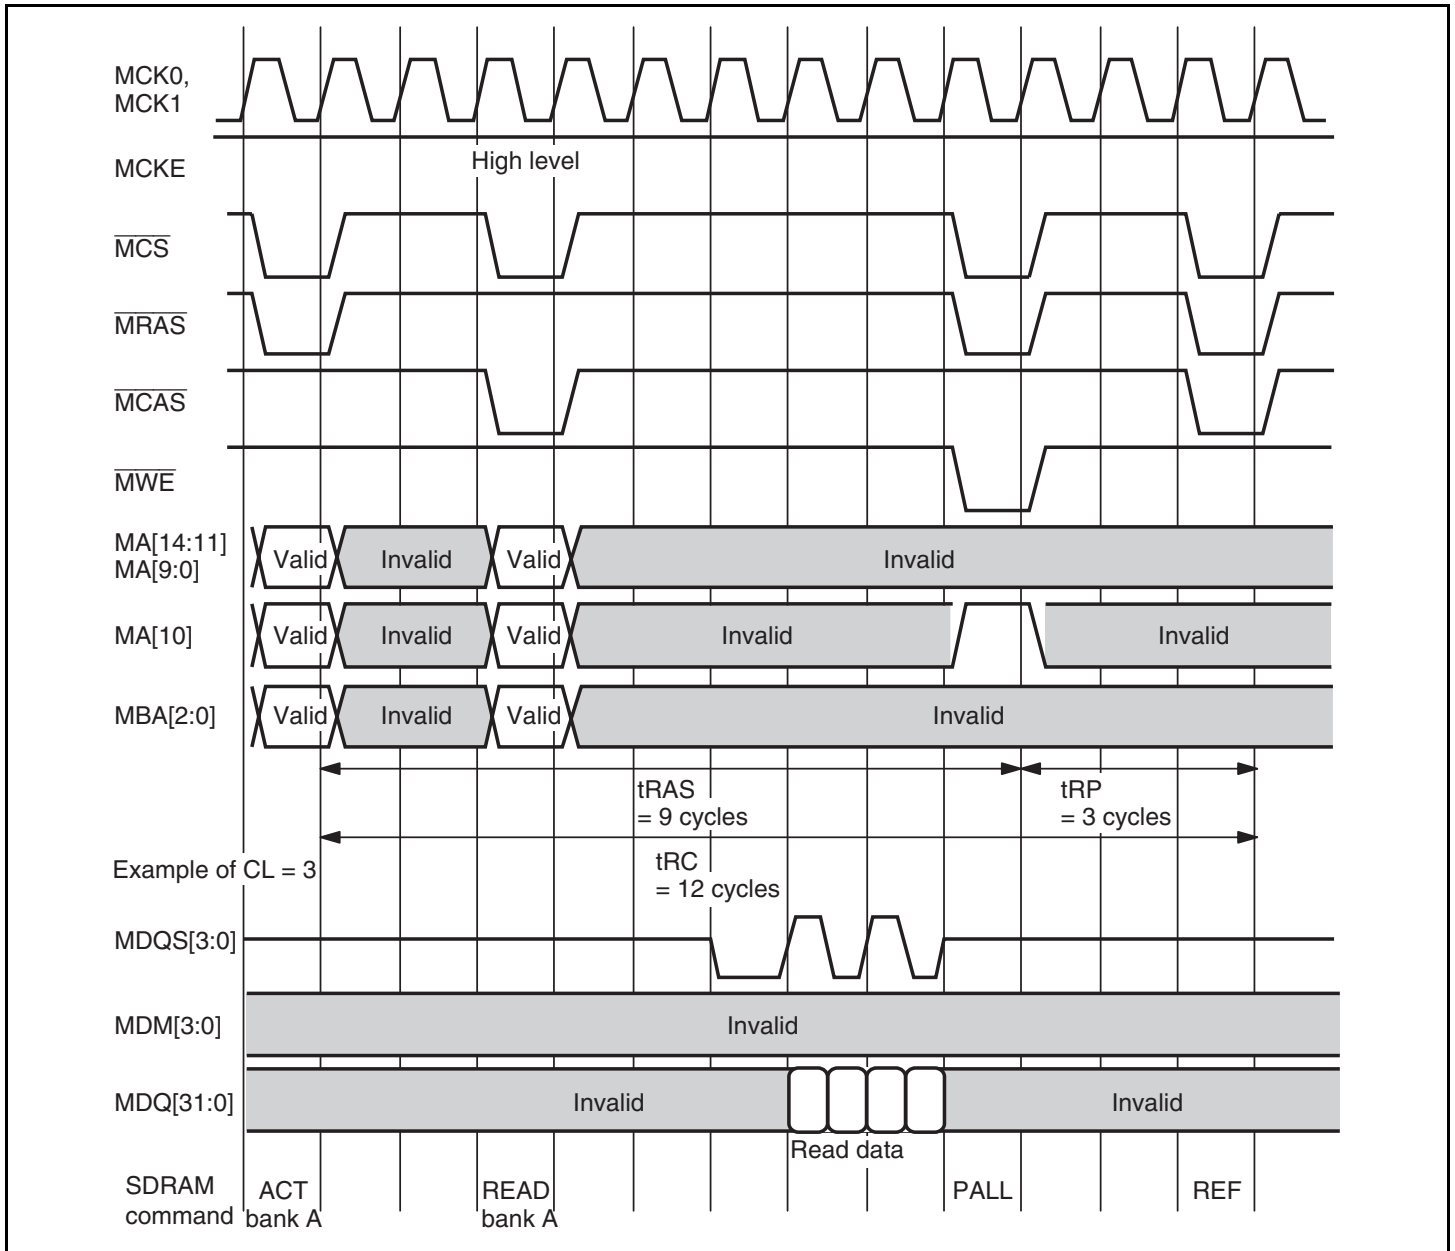 MCK0,
MCK1
MCKE
High level
MCS
MRAS
MCAS
MWE
MA[14:11]
MA[9:0]
Valid
Invalid
Valid
Invalid
MA[10]
Valid
Invalid
Valid
Invalid
Invalid
MBA[2:0]
Valid
Invalid
Valid
Invalid
tRAS
= 9 cycles
tRP
= 3 cycles
Example of CL = 3
tRC
= 12 cycles
MDQS[3:0]
MDM[3:0]
Invalid
MDQ[31:0]
Invalid
Invalid
Read data
SDRAM
command
ACT
bank A
READ
bank A
PALL
REF